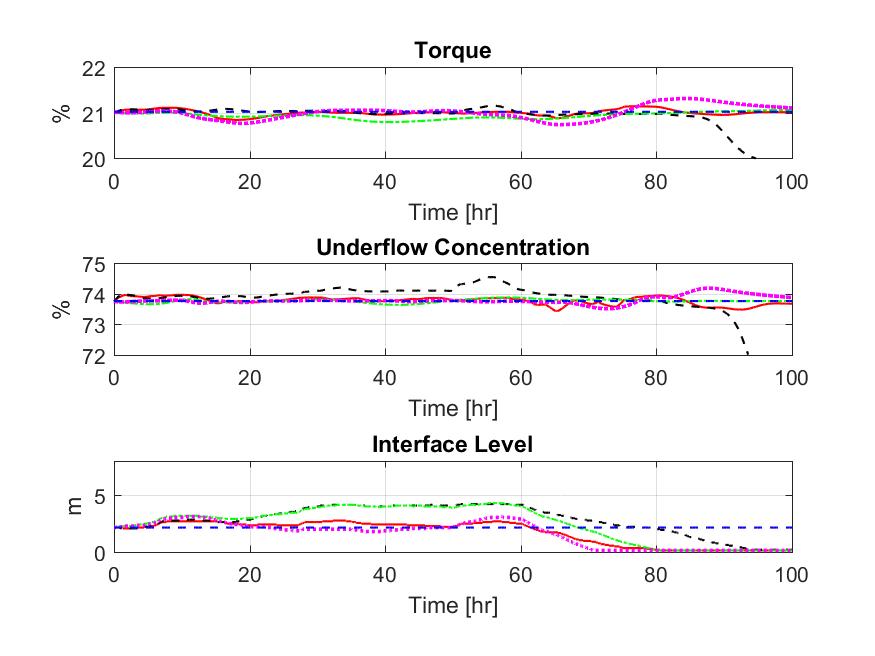 Torque
22
21
20
%
0 20 40 60 80 100
Time [hr]
Underflow Concentration
75
74
73
72
%
0 20 40 60 80 100
Time [hr]
Interface Level
5
0
m
0 20 40 60 80 100
Time [hr]